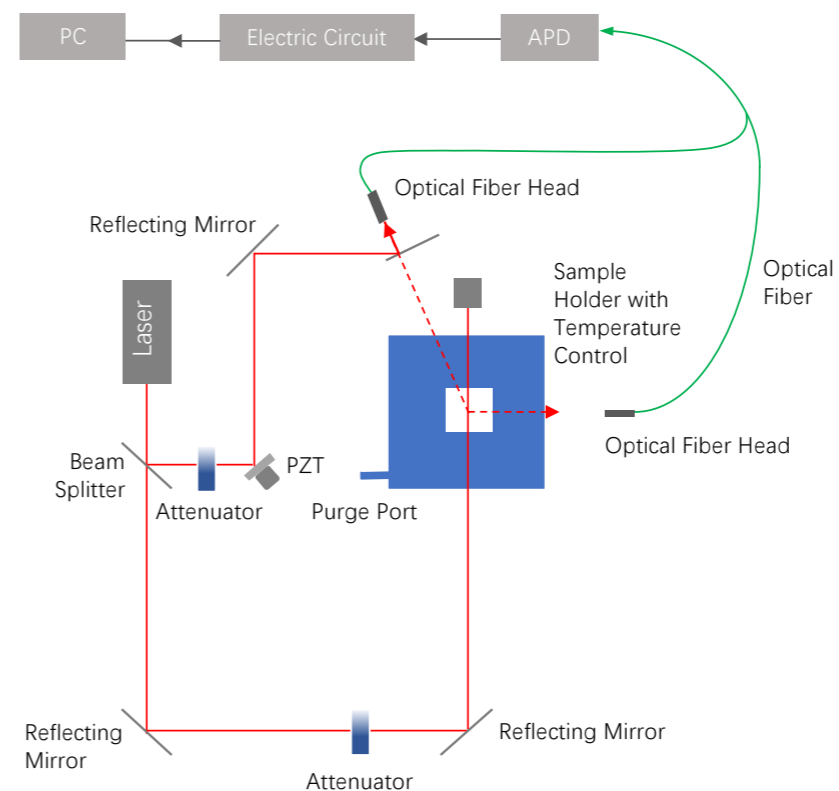 PC
Electric Circuit
APD
Optical Fiber Head
Reflecting Mirror
Sample
Holder with
Temperature
Control
Optical
Fiber
Laser
Beam
Splitter
PZT
Attenuator
Purge Port
Optical Fiber Head
Reflecting
Mirror
Attenuator
Reflecting Mirror